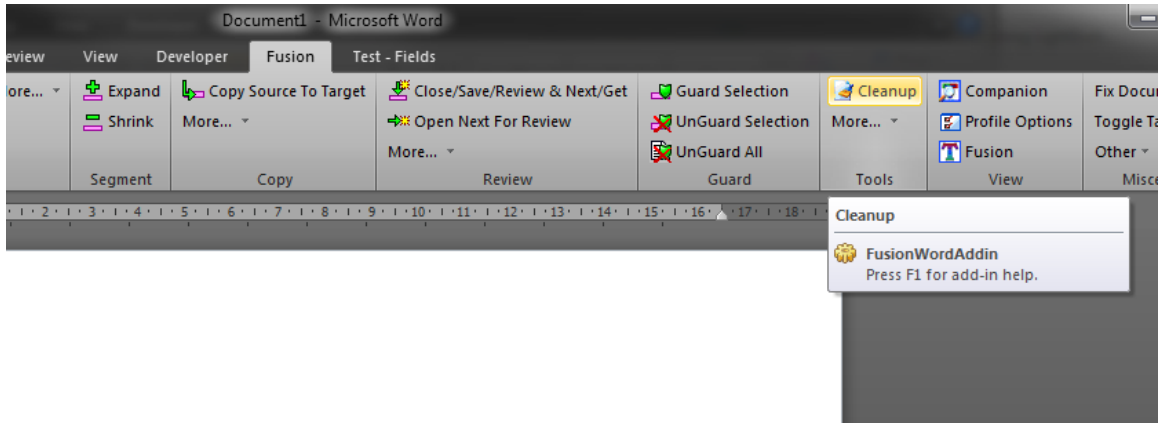 Document1 - Microsoft Word
eview View Developer Fusion Test - Fields
ore... Expand Copy Source To Target Close/Save/Review & Next/Get Guard Selection Cleanup Companion Fix Docu
Shrink More... Open Next For Review UnGuard Selection More... Profile Options Toggle Ta
More... UnGuard All Fusion Other
Segment Copy Review Guard Tools View Misce
2 3 4 5 6 7 8 9 10 11 12 13 14 15 16 17 18
Cleanup
FusionWordAddin
Press F1 for add-in help.